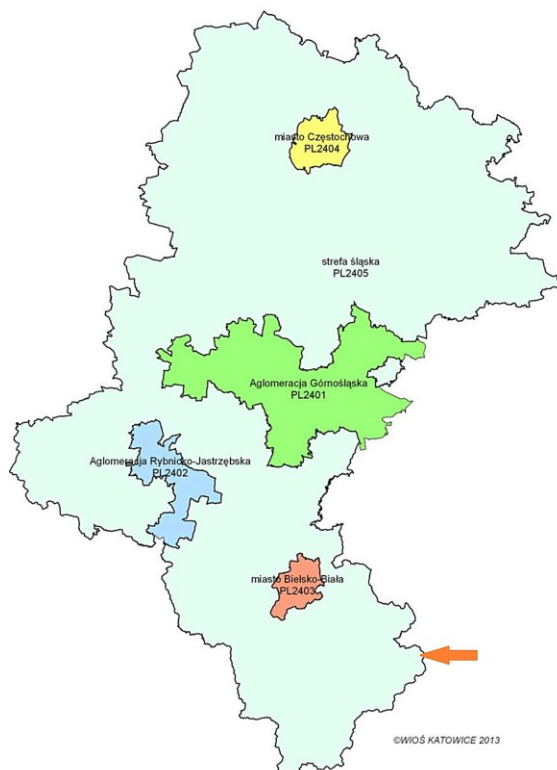 miasto Częstochowa
PL2404
strefa śląska
PL2405
Aglomeracja Górnośląska
PL2401
Aglomeracja Rybnicko-Jastrzębska
PL2402
miasto Bielsko-Biała
PL2403
©WIOŚ KATOWICE 2013